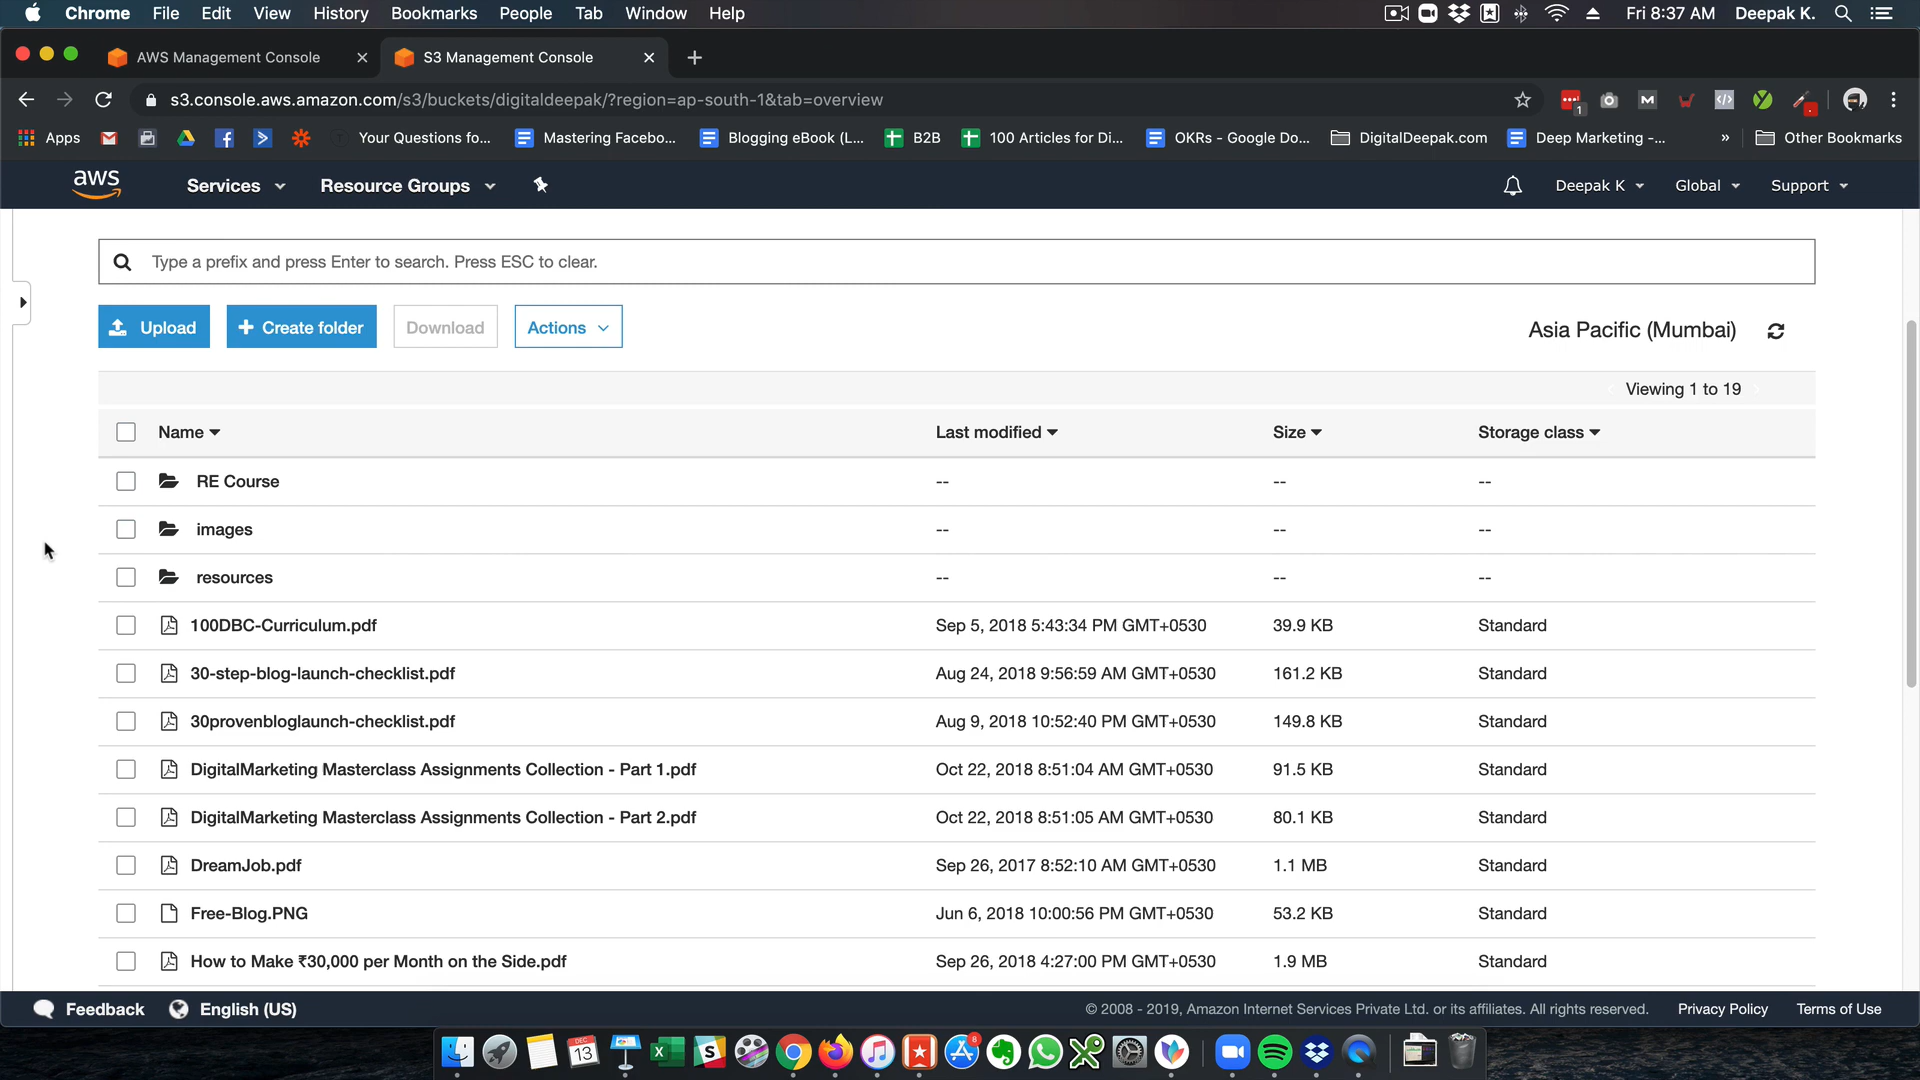 Chrome File Edit View History Bookmarks People Tab Window Help Fri 8:37 AM Deepak K.
AWS Management Console S3 Management Console
s3.console.aws.amazon.com/s3/buckets/digitaldeepak/?region=ap-south-1&tab=overview
Apps Your Questions fo... Mastering Facebo... Blogging eBook (L... B2B 100 Articles for Di... OKRs - Google Do... DigitalDeepak.com Deep Marketing -... » Other Bookmarks
aws Services Resource Groups Deepak K Global Support
Type a prefix and press Enter to search. Press ESC to clear.
Upload + Create folder Download Actions Asia Pacific (Mumbai)
Viewing 1 to 19
Name Last modified Size Storage class
RE Course -- -- --
images -- -- --
resources -- -- --
100DBC-Curriculum.pdf Sep 5, 2018 5:43:34 PM GMT+0530 39.9 KB Standard
30-step-blog-launch-checklist.pdf Aug 24, 2018 9:56:59 AM GMT+0530 161.2 KB Standard
30provenbloglaunch-checklist.pdf Aug 9, 2018 10:52:40 PM GMT+0530 149.8 KB Standard
DigitalMarketing Masterclass Assignments Collection - Part 1.pdf Oct 22, 2018 8:51:04 AM GMT+0530 91.5 KB Standard
DigitalMarketing Masterclass Assignments Collection - Part 2.pdf Oct 22, 2018 8:51:05 AM GMT+0530 80.1 KB Standard
DreamJob.pdf Sep 26, 2017 8:52:10 AM GMT+0530 1.1 MB Standard
Free-Blog.PNG Jun 6, 2018 10:00:56 PM GMT+0530 53.2 KB Standard
How to Make ₹30,000 per Month on the Side.pdf Sep 26, 2018 4:27:00 PM GMT+0530 1.9 MB Standard
Feedback English (US) © 2008 - 2019, Amazon Internet Services Private Ltd. or its affiliates. All rights reserved. Privacy Policy Terms of Use
DEC
13
8